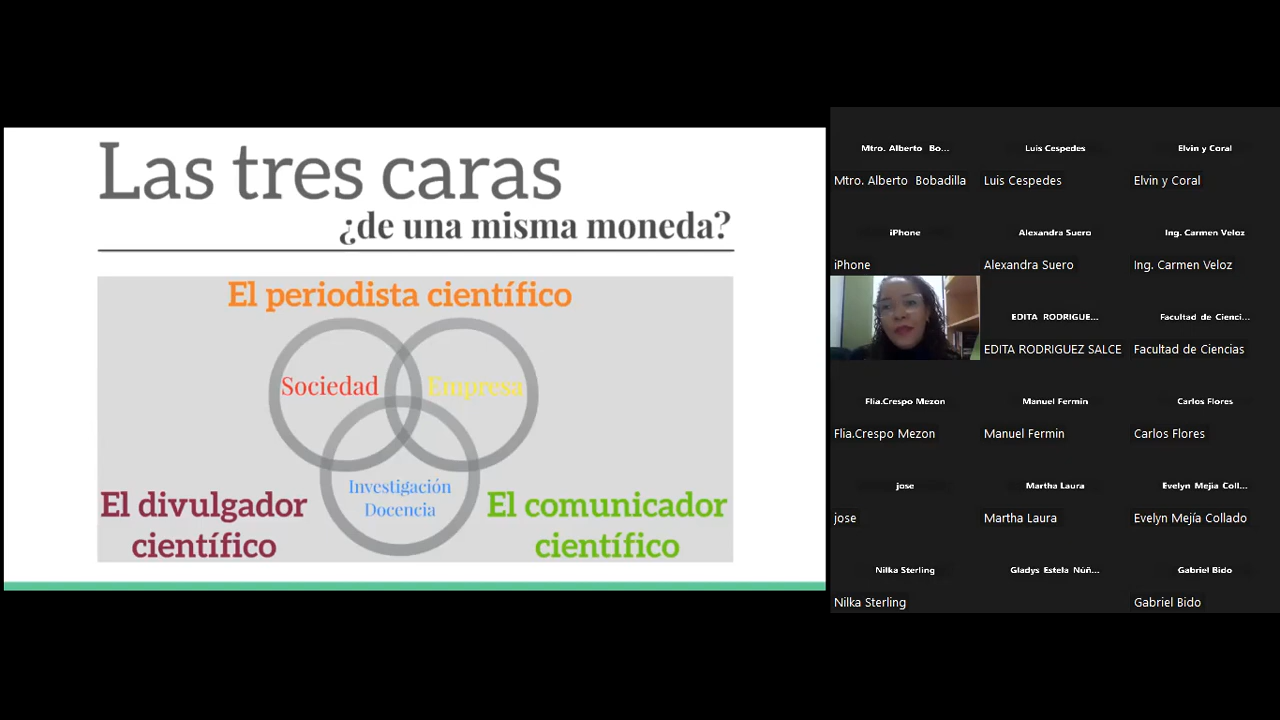 Las tres caras
¿de una misma moneda?
El periodista científico
Sociedad
Empresa
Investigación
Docencia
El divulgador
científico
El comunicador
científico
Mtro. Alberto Bo...
Luis Cespedes
Elvin y Coral
Mtro. Alberto Bobadilla
Luis Cespedes
Elvin y Coral
iPhone
Alexandra Suero
Ing. Carmen Veloz
iPhone
Alexandra Suero
Ing. Carmen Veloz
EDITA RODRIGUE...
Facultad de Cienci...
EDITA RODRIGUEZ SALCE
Facultad de Ciencias
Flia.Crespo Mezon
Manuel Fermin
Carlos Flores
Flia.Crespo Mezon
Manuel Fermin
Carlos Flores
jose
Martha Laura
Evelyn Mejía Coll...
jose
Martha Laura
Evelyn Mejía Collado
Nilka Sterling
Gladys Estela Núñ...
Gabriel Bido
Nilka Sterling
Gabriel Bido